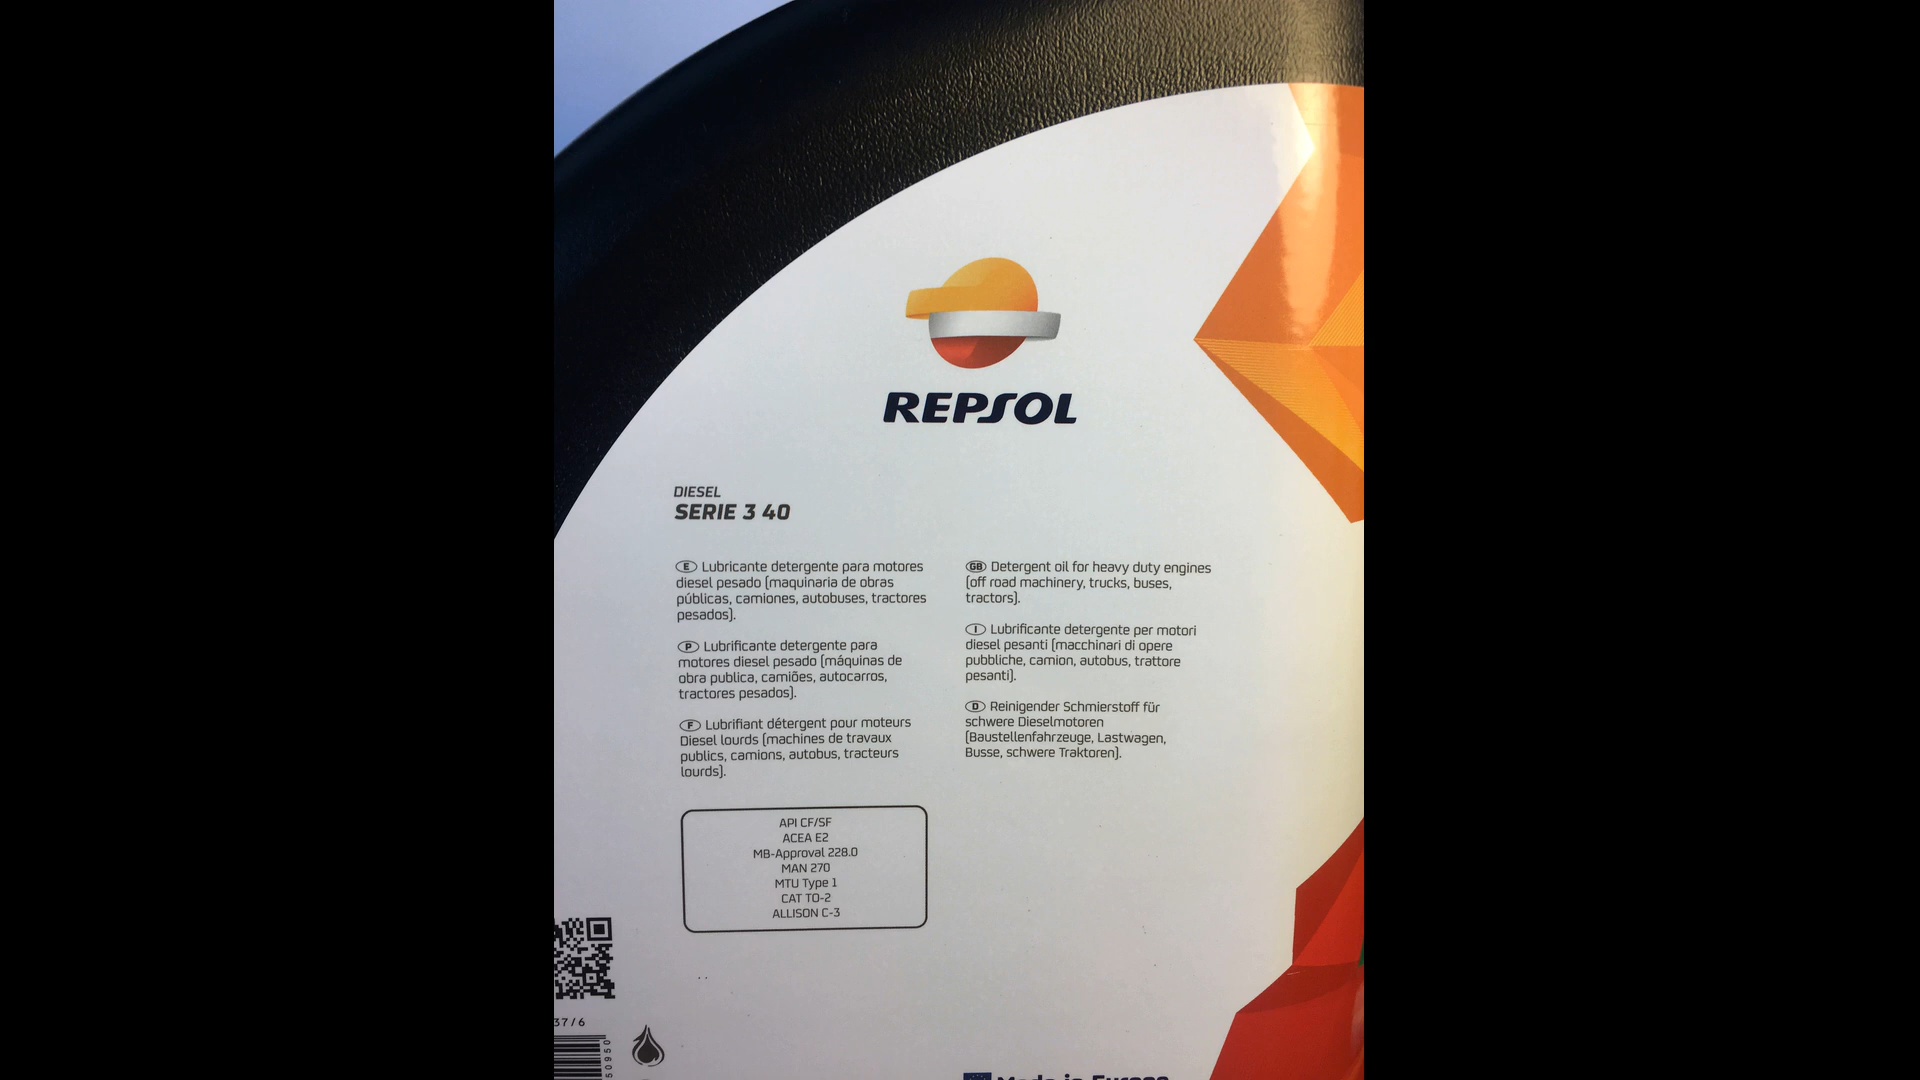 REPSOL
DIESEL
SERIE 3 40
E Lubricante detergente para motores
diesel pesado (maquinaria de obras
públicas, camiones, autobuses, tractores
pesados).
P Lubrificante detergente para
motores diesel pesado (máquinas de
obra publica, camiões, autocarros,
tractores pesados).
F Lubrifiant détergent pour moteurs
Diesel lourds (machines de travaux
publics, camions, autobus, tracteurs
lourds).
GB Detergent oil for heavy duty engines
(off road machinery, trucks, buses,
tractors).
I Lubrificante detergente per motori
diesel pesanti (macchinari di opere
pubbliche, camion, autobus, trattore
pesanti).
D Reinigender Schmierstoff für
schwere Dieselmotoren
(Baustellenfahrzeuge, Lastwagen,
Busse, schwere Traktoren).
API CF/SF
ACEA E2
MB-Approval 228.0
MAN 270
MTU Type 1
CAT TO-2
ALLISON C-3
37/6
50950
Made in Europe